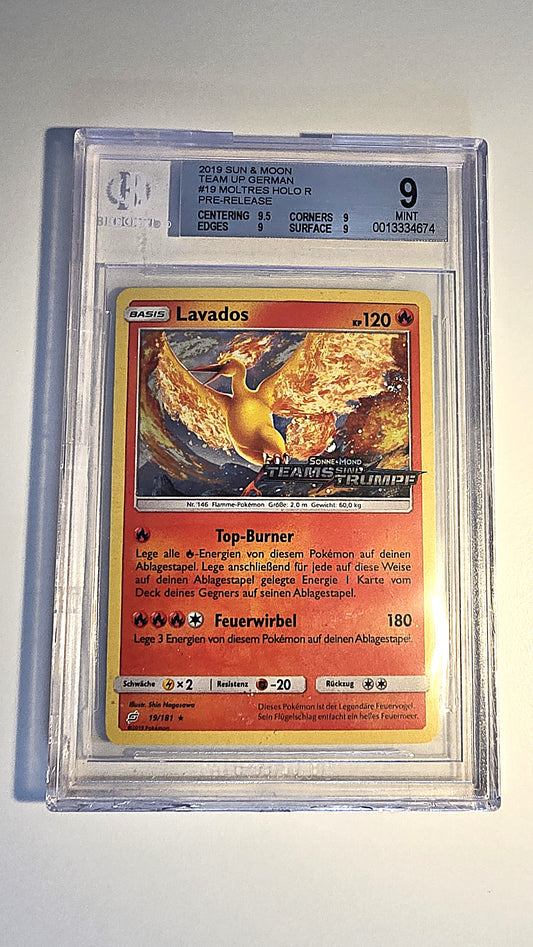 2019 SUN & MOON
TEAM UP GERMAN
#19 MOLTRES HOLO R
PRE-RELEASE
CENTERING 9.5 CORNERS 9
EDGES 9 SURFACE 9
9
MINT
0013334674
BECKETT
BASIS Lavados KP120
SONNE & MOND
TEAMS SIND
TRUMPF
Nr. 146 Flamme-Pokémon Größe: 2,0 m Gewicht: 60,0 kg
Top-Burner
Lege alle -Energien von diesem Pokémon auf deinen
Ablagestapel. Lege anschließend für jede auf diese Weise
auf deinen Ablagestapel gelegte Energie 1 Karte vom
Deck deines Gegners auf seinen Ablagestapel.
Feuerwirbel 180
Lege 3 Energien von diesem Pokémon auf deinen Ablagestapel.
Schwäche ×2 Resistenz -20 Rückzug
Illustr. Shin Nagasawa
19/181 ★
©2019 Pokémon
Dieses Pokémon ist der Legendäre Feuervogel.
Sein Flügelschlag entfacht ein helles Feuermeer.